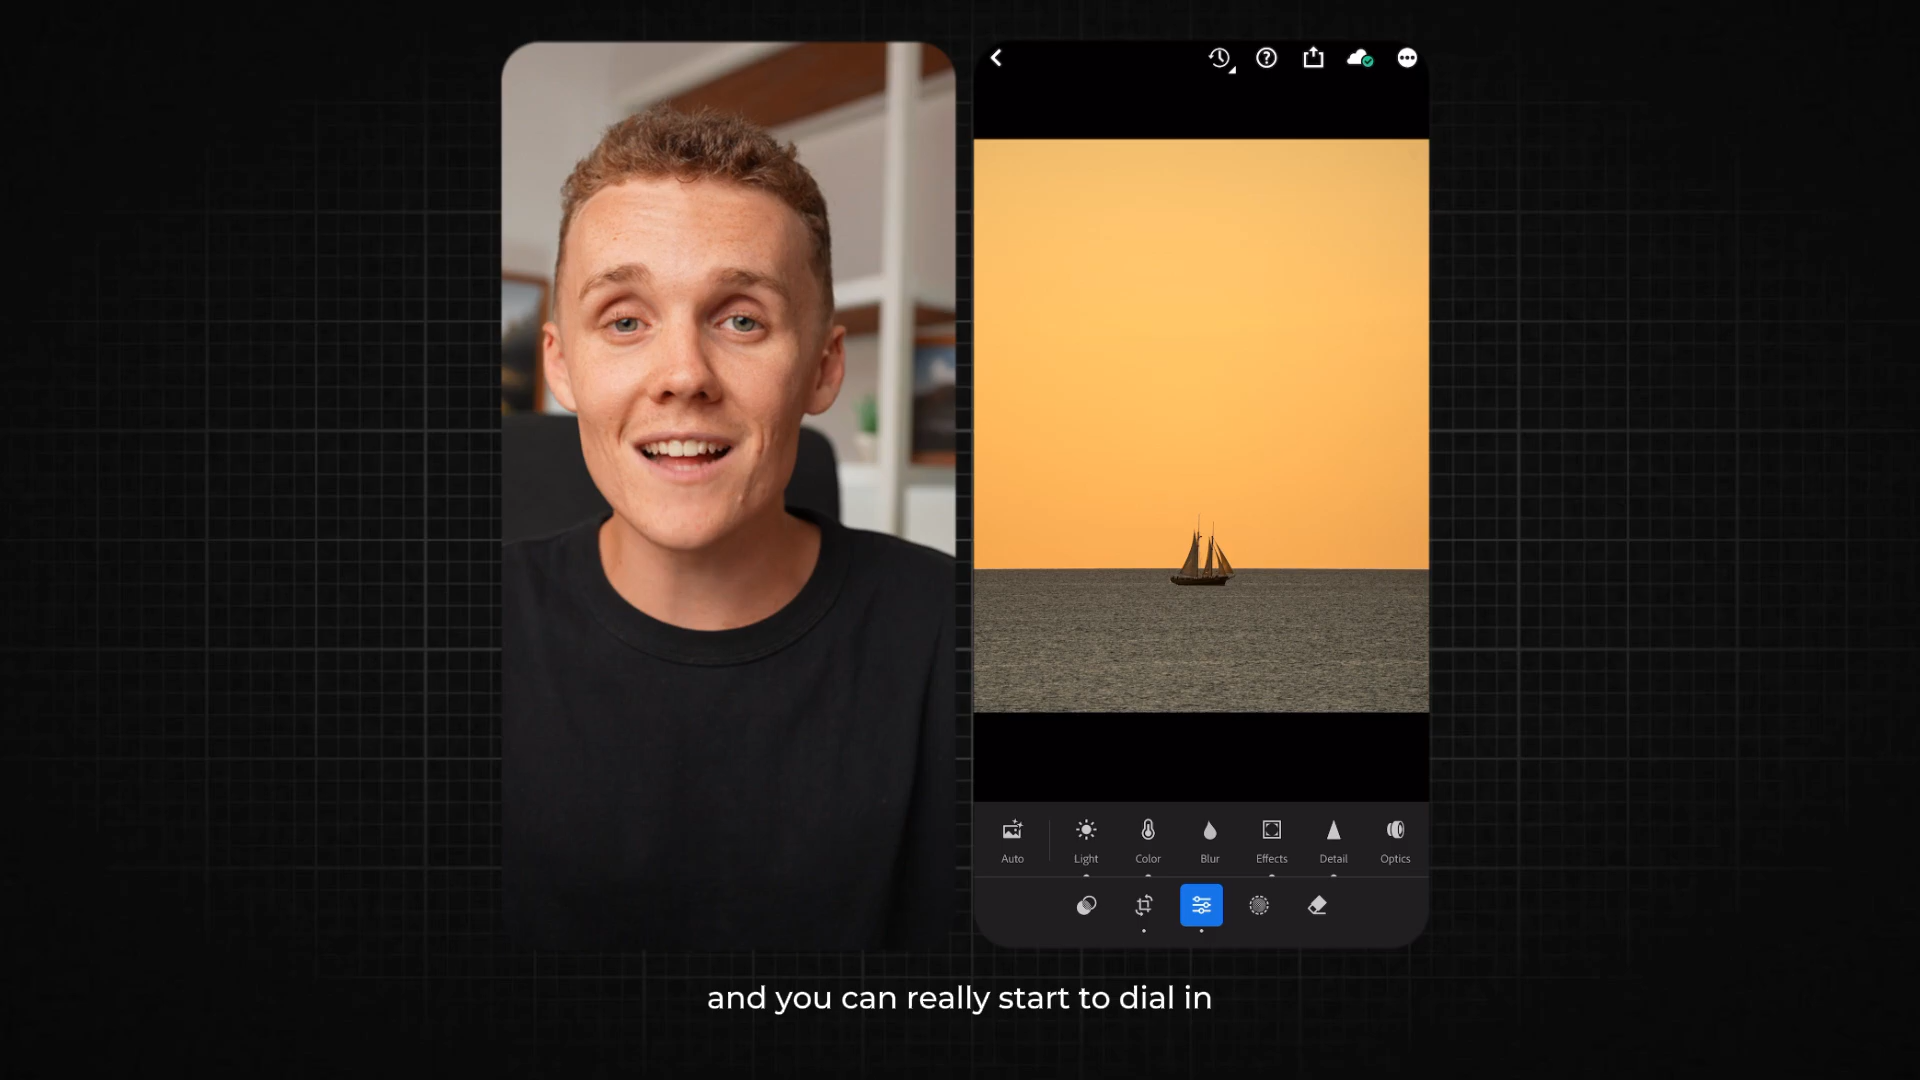 Auto
Light
Color
Blur
Effects
Detail
Optics
and you can really start to dial in